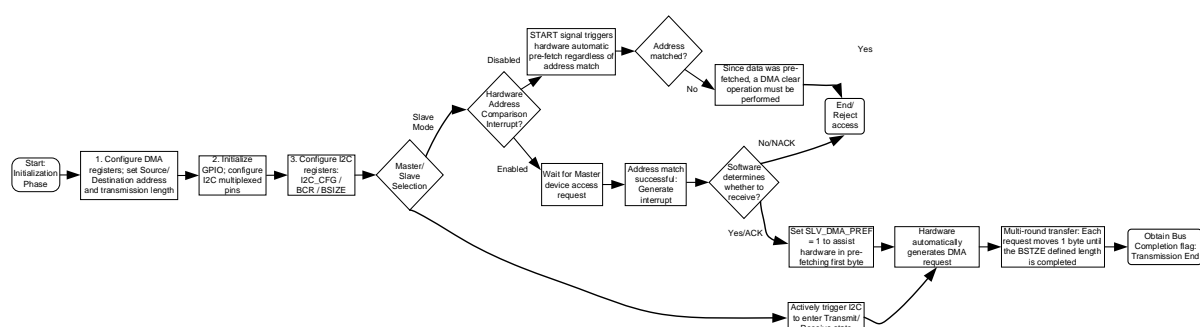 Start:
Initialization
Phase
1. Configure DMA
registers; set Source/
Destination address
and transmission length
2. Initialize
GPIO; configure
I2C multiplexed
pins
3. Configure I2C
registers:
I2C_CFG /
BCR / BSIZE
Master/
Slave
Selection
Slave
Mode
Hardware
Address
Comparison
Interrupt?
Disabled
START signal triggers
hardware automatic
pre-fetch regardless of
address match
Address
matched?
Yes
No
Since data was pre-
fetched, a DMA clear
operation must be
performed
End/
Reject
access
Enabled
Wait for Master
device access
request
Address match
successful:
Generate
interrupt
Software
determines
whether to
receive?
No/NACK
Yes/ACK
Set SLV_DMA_PREF
= 1 to assist
hardware in pre-
fetching first byte
Hardware
automatically
generates DMA
request
Multi-round transfer: Each
request moves 1 byte until
the BSTZE defined length
is completed
Obtain Bus
Completion flag:
Transmission End
Actively trigger I2C
to enter Transmit/